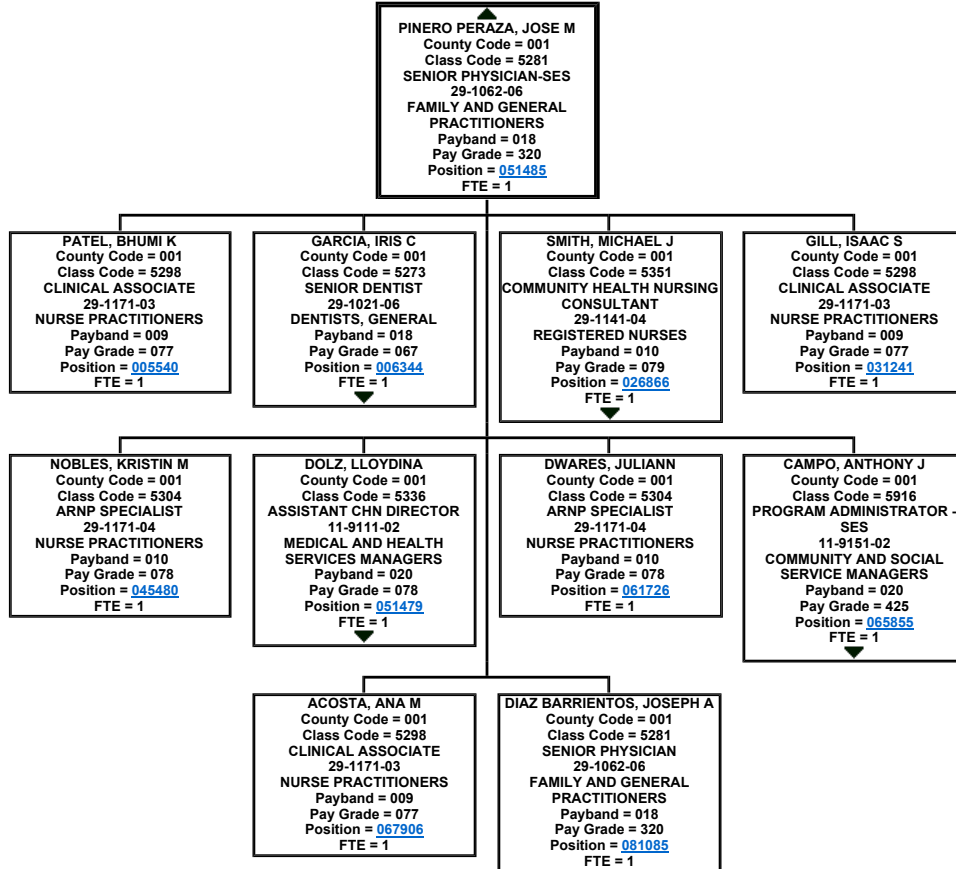 PINERO PERAZA, JOSE M
County Code = 001
Class Code = 5281
SENIOR PHYSICIAN-SES
29-1062-06
FAMILY AND GENERAL
PRACTITIONERS
Payband = 018
Pay Grade = 320
Position = 051485
FTE = 1
PATEL, BHUMI K
County Code = 001
Class Code = 5298
CLINICAL ASSOCIATE
29-1171-03
NURSE PRACTITIONERS
Payband = 009
Pay Grade = 077
Position = 005540
FTE = 1
GARCIA, IRIS C
County Code = 001
Class Code = 5273
SENIOR DENTIST
29-1021-06
DENTISTS, GENERAL
Payband = 018
Pay Grade = 067
Position = 006344
FTE = 1
SMITH, MICHAEL J
County Code = 001
Class Code = 5351
COMMUNITY HEALTH NURSING
CONSULTANT
29-1141-04
REGISTERED NURSES
Payband = 010
Pay Grade = 079
Position = 026866
FTE = 1
GILL, ISAAC S
County Code = 001
Class Code = 5298
CLINICAL ASSOCIATE
29-1171-03
NURSE PRACTITIONERS
Payband = 009
Pay Grade = 077
Position = 031241
FTE = 1
NOBLES, KRISTIN M
County Code = 001
Class Code = 5304
ARNP SPECIALIST
29-1171-04
NURSE PRACTITIONERS
Payband = 010
Pay Grade = 078
Position = 045480
FTE = 1
DOLZ, LLOYDINA
County Code = 001
Class Code = 5336
ASSISTANT CHN DIRECTOR
11-9111-02
MEDICAL AND HEALTH
SERVICES MANAGERS
Payband = 020
Pay Grade = 078
Position = 051479
FTE = 1
DWARES, JULIANN
County Code = 001
Class Code = 5304
ARNP SPECIALIST
29-1171-04
NURSE PRACTITIONERS
Payband = 010
Pay Grade = 078
Position = 061726
FTE = 1
CAMPO, ANTHONY J
County Code = 001
Class Code = 5916
PROGRAM ADMINISTRATOR -
SES
11-9151-02
COMMUNITY AND SOCIAL
SERVICE MANAGERS
Payband = 020
Pay Grade = 425
Position = 065855
FTE = 1
ACOSTA, ANA M
County Code = 001
Class Code = 5298
CLINICAL ASSOCIATE
29-1171-03
NURSE PRACTITIONERS
Payband = 009
Pay Grade = 077
Position = 067906
FTE = 1
DIAZ BARRIENTOS, JOSEPH A
County Code = 001
Class Code = 5281
SENIOR PHYSICIAN
29-1062-06
FAMILY AND GENERAL
PRACTITIONERS
Payband = 018
Pay Grade = 320
Position = 081085
FTE = 1